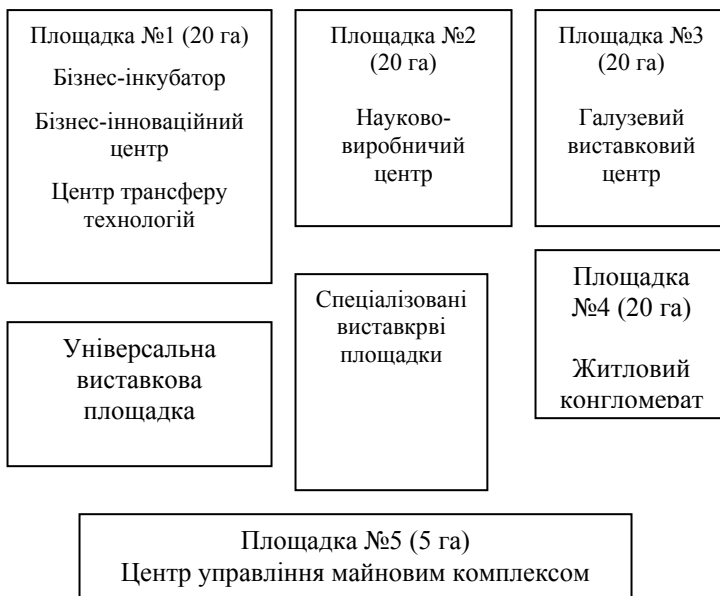 Площадка №1 (20 га)
Бізнес-інкубатор
Бізнес-інноваційний
центр
Центр трансферу
технологій
Площадка №2
(20 га)
Науково-
виробничий
центр
Площадка №3
(20 га)
Галузевий
виставковий
центр
Універсальна
виставкова
площадка
Спеціалізовані
виставкрві
площадки
Площадка
№4 (20 га)
Житловий
конгломерат
Площадка №5 (5 га)
Центр управління майновим комплексом